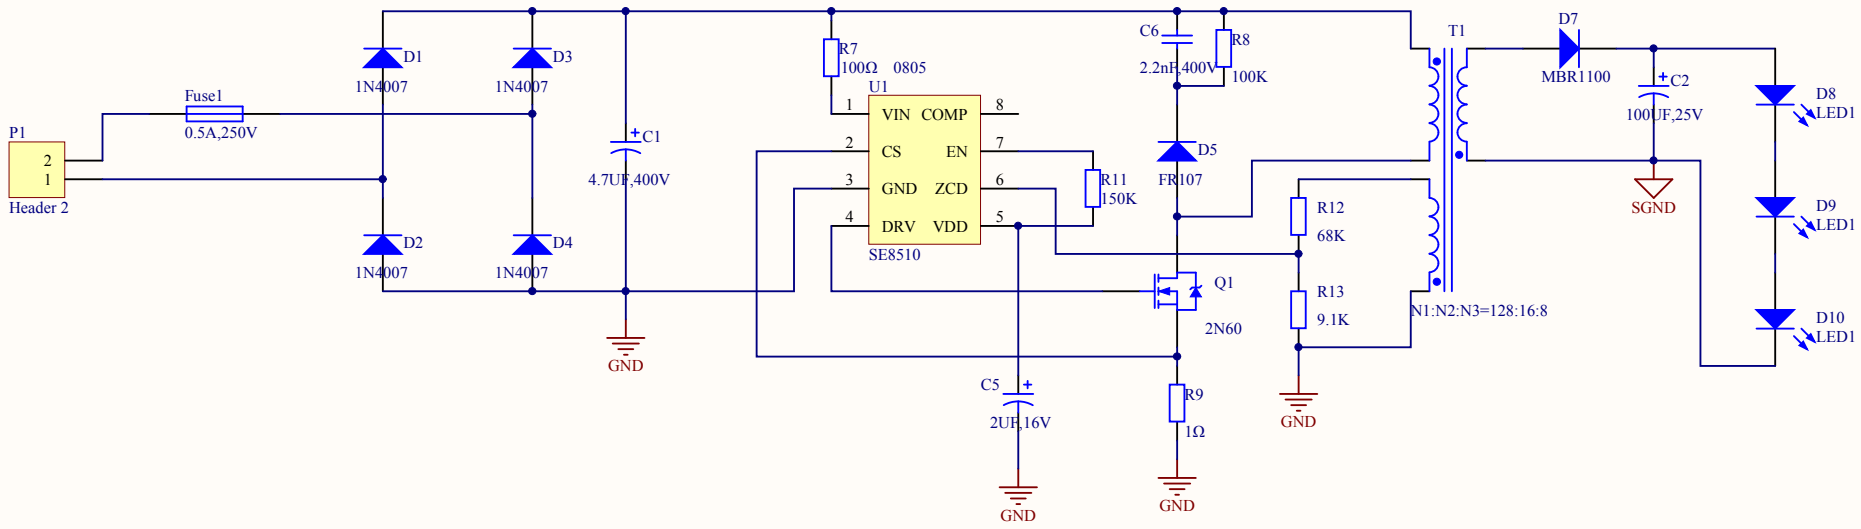 P1
2
1
Header 2
Fuse1
0.5A,250V
D1
1N4007
D3
1N4007
D2
1N4007
D4
1N4007
C1
4.7UF,400V
GND
R7
100Ω 0805
U1
1 VIN COMP 8
2 CS EN 7
3 GND ZCD 6
4 DRV VDD 5
SE8510
R11
150K
C5
2UF,16V
GND
C6
2.2nF,400V
R8
100K
D5
FR107
Q1
2N60
R9
1Ω
GND
R12
68K
R13
9.1K
GND
T1
N1:N2:N3=128:16:8
D7
MBR1100
C2
100UF,25V
SGND
D8
LED1
D9
LED1
D10
LED1